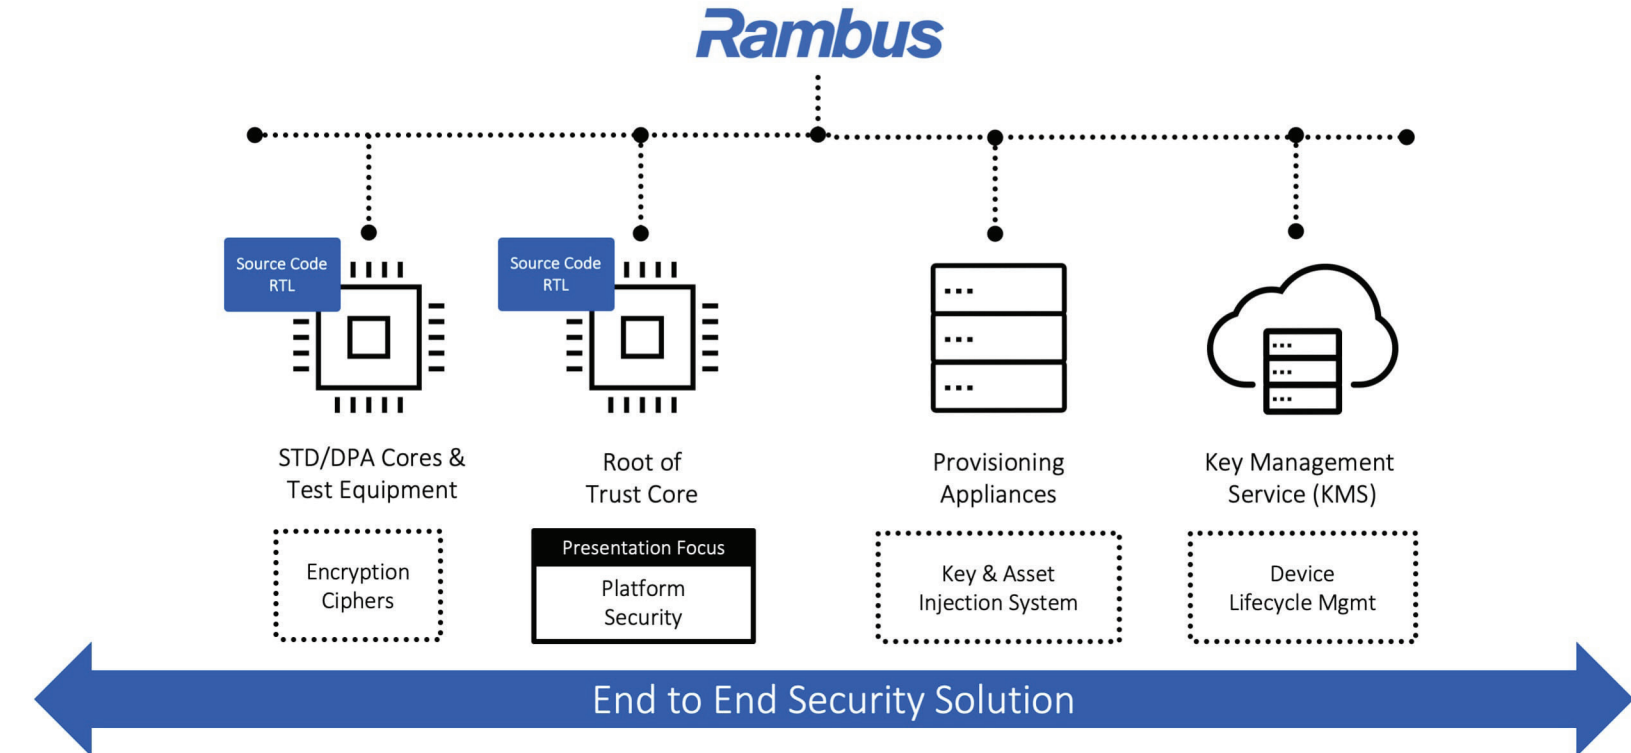 Rambus
Source Code
RTL
Source Code
RTL
STD/DPA Cores &
Test Equipment
Root of
Trust Core
Provisioning
Appliances
Key Management
Service (KMS)
Encryption
Ciphers
Presentation Focus
Platform
Security
Key & Asset
Injection System
Device
Lifecycle Mgmt
End to End Security Solution